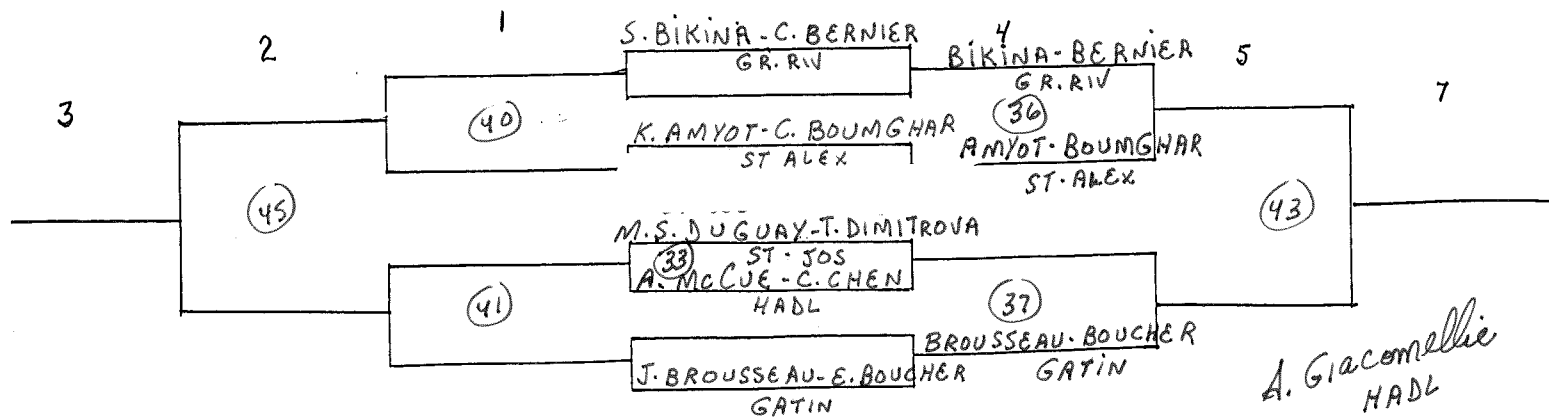 1
2
3
S. BIKINA - C. BERNIER
GR. RIV
4
BIKINA - BERNIER
GR. RIV
5
7
40
K. AMYOT - C. BOUMGHAR
ST ALEX
36
AMYOT - BOUMGHAR
ST. ALEX
45
43
M.S. DUGUAY - T. DIMITROVA
33
ST. JOS
A. McCUE - C. CHEN
HADL
41
37
J. BROUSSEAU - E. BOUCHER
GATIN
BROUSSEAU - BOUCHER
GATIN
A. Giacomellie
HADL